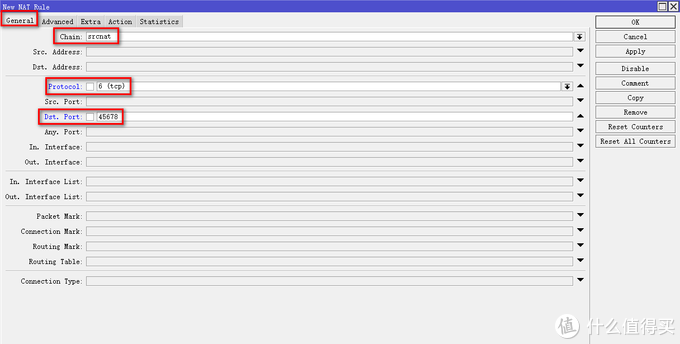 New NAT Rule
General Advanced Extra Action Statistics
Chain: srcnat
Src. Address:
Dst. Address:
Protocol: 6 (tcp)
Src. Port:
Dst. Port: 45678
Any. Port:
In. Interface:
Out. Interface:
In. Interface List:
Out. Interface List:
Packet Mark:
Connection Mark:
Routing Mark:
Routing Table:
Connection Type:
OK
Cancel
Apply
Disable
Comment
Copy
Remove
Reset Counters
Reset All Counters
值 什么值得买